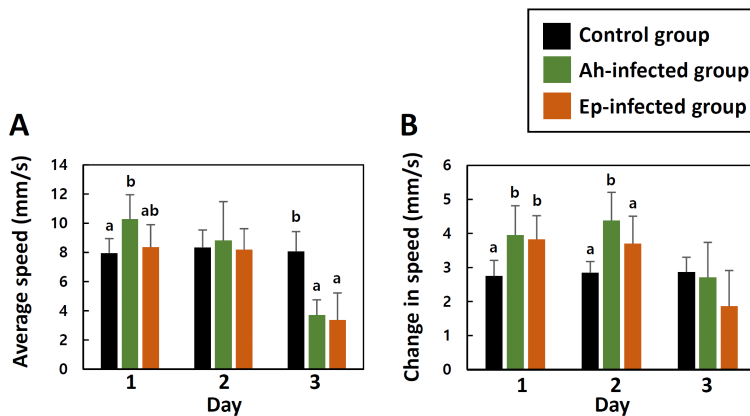 Control group
Ah-infected group
Ep-infected group
A
Average speed (mm/s)
14
12
10
8
6
4
2
0
a
b
ab
b
a
a
1
2
3
Day
B
Change in speed (mm/s)
6
5
4
3
2
1
0
a
b
b
a
b
a
1
2
3
Day